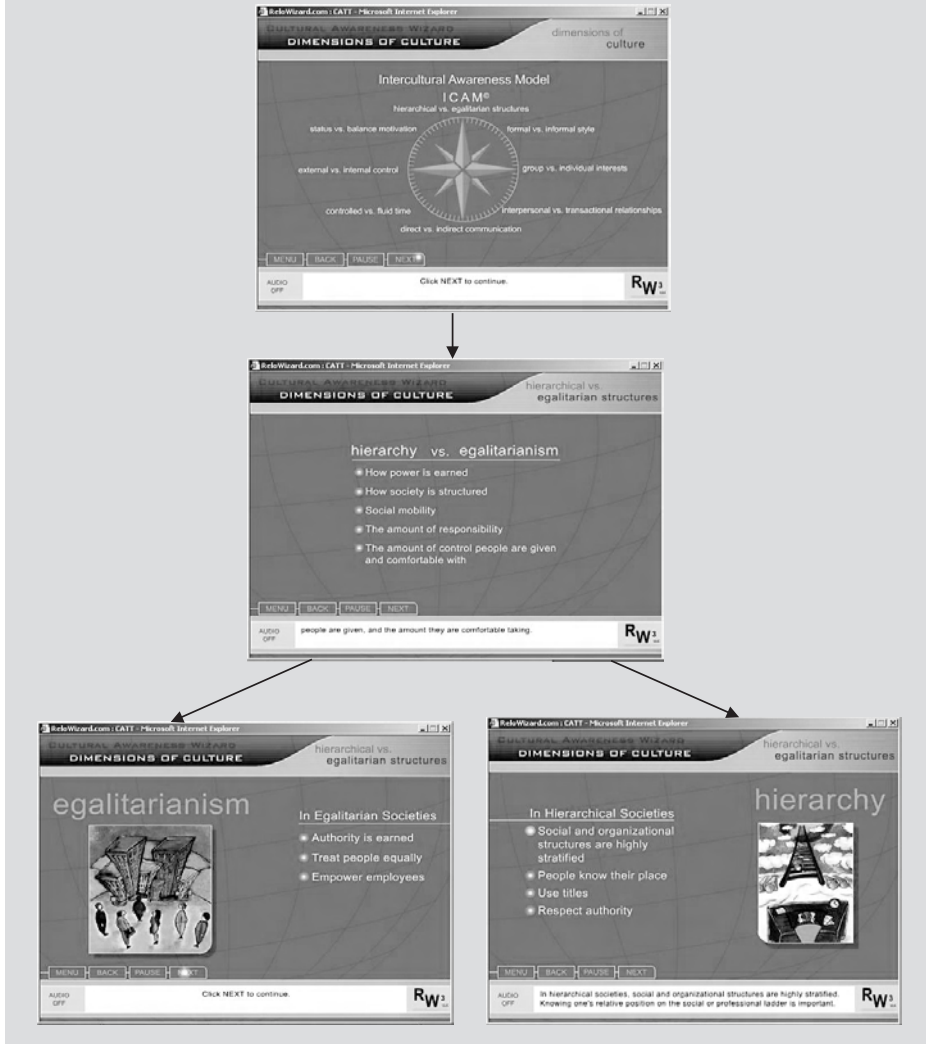 ReloWizard.com : CATT - Microsoft Internet Explorer
CULTURAL AWARENESS WIZARD
DIMENSIONS OF CULTURE
dimensions of
culture
Intercultural Awareness Model
ICAM©
hierarchical vs. egalitarian structures
status vs. balance motivation
formal vs. informal style
external vs. internal control
group vs. individual interests
controlled vs. fluid time
interpersonal vs. transactional relationships
direct vs. indirect communication
MENU BACK PAUSE NEXT
AUDIO
OFF
Click NEXT to continue.
RW3
ReloWizard.com : CATT - Microsoft Internet Explorer
CULTURAL AWARENESS WIZARD
DIMENSIONS OF CULTURE
hierarchical vs.
egalitarian structures
hierarchy vs. egalitarianism
How power is earned
How society is structured
Social mobility
The amount of responsibility
The amount of control people are given
and comfortable with
MENU BACK PAUSE NEXT
AUDIO
OFF
people are given, and the amount they are comfortable taking.
RW3
ReloWizard.com : CATT - Microsoft Internet Explorer
CULTURAL AWARENESS WIZARD
DIMENSIONS OF CULTURE
hierarchical vs.
egalitarian structures
egalitarianism
In Egalitarian Societies
Authority is earned
Treat people equally
Empower employees
MENU BACK PAUSE NEXT
AUDIO
OFF
Click NEXT to continue.
RW3
ReloWizard.com : CATT - Microsoft Internet Explorer
CULTURAL AWARENESS WIZARD
DIMENSIONS OF CULTURE
hierarchical vs.
egalitarian structures
hierarchy
In Hierarchical Societies
Social and organizational
structures are highly
stratified
People know their place
Use titles
Respect authority
MENU BACK PAUSE NEXT
AUDIO
OFF
In hierarchical societies, social and organizational structures are highly stratified.
Knowing one's relative position on the social or professional ladder is important.
RW3